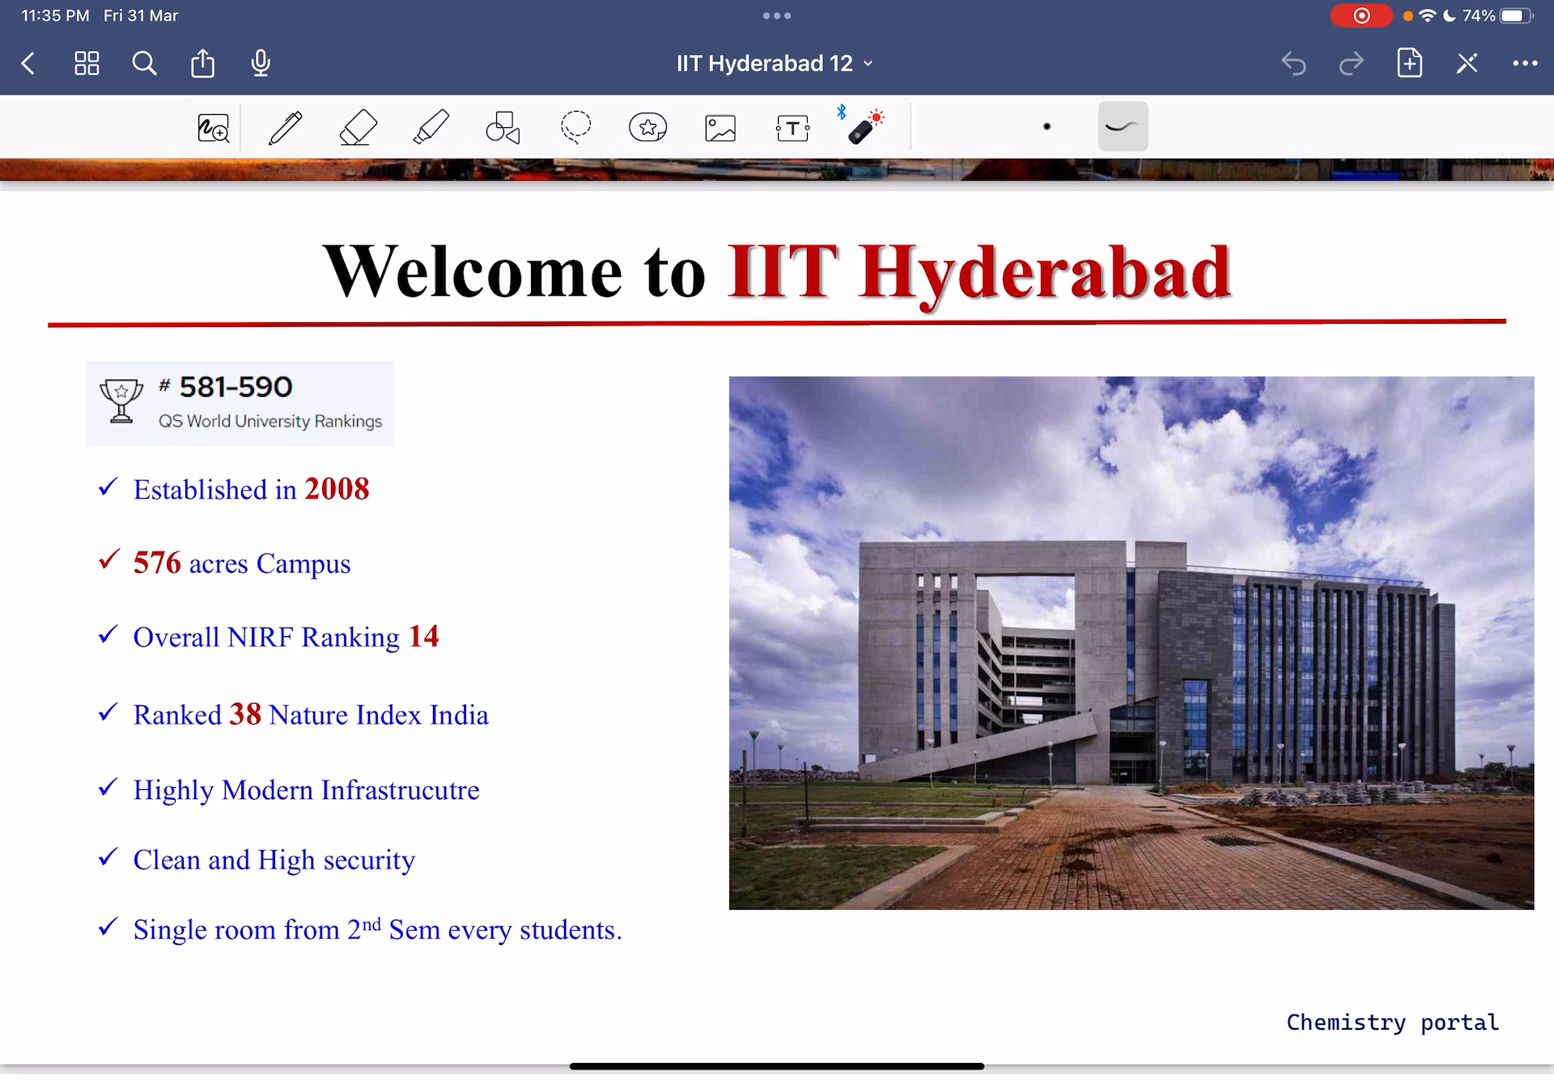 11:35 PM Fri 31 Mar
74%
IIT Hyderabad 12
T
Welcome to IIT Hyderabad
# 581-590
QS World University Rankings
✓ Established in 2008
✓ 576 acres Campus
✓ Overall NIRF Ranking 14
✓ Ranked 38 Nature Index India
✓ Highly Modern Infrastrucutre
✓ Clean and High security
✓ Single room from 2nd Sem every students.
Chemistry portal